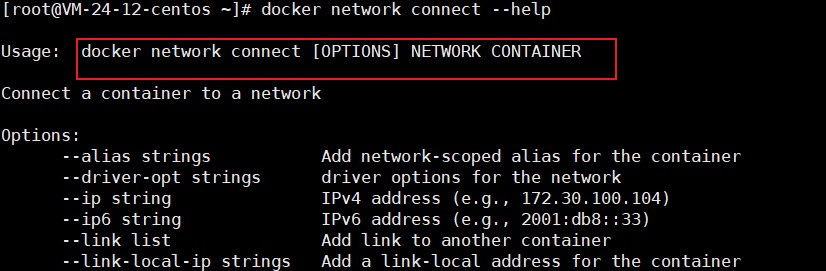 [root@VM-24-12-centos ~]# docker network connect --help
Usage:  docker network connect [OPTIONS] NETWORK CONTAINER
Connect a container to a network
Options:
      --alias strings           Add network-scoped alias for the container
      --driver-opt strings      driver options for the network
      --ip string               IPv4 address (e.g., 172.30.100.104)
      --ip6 string              IPv6 address (e.g., 2001:db8::33)
      --link list               Add link to another container
      --link-local-ip strings   Add a link-local address for the container